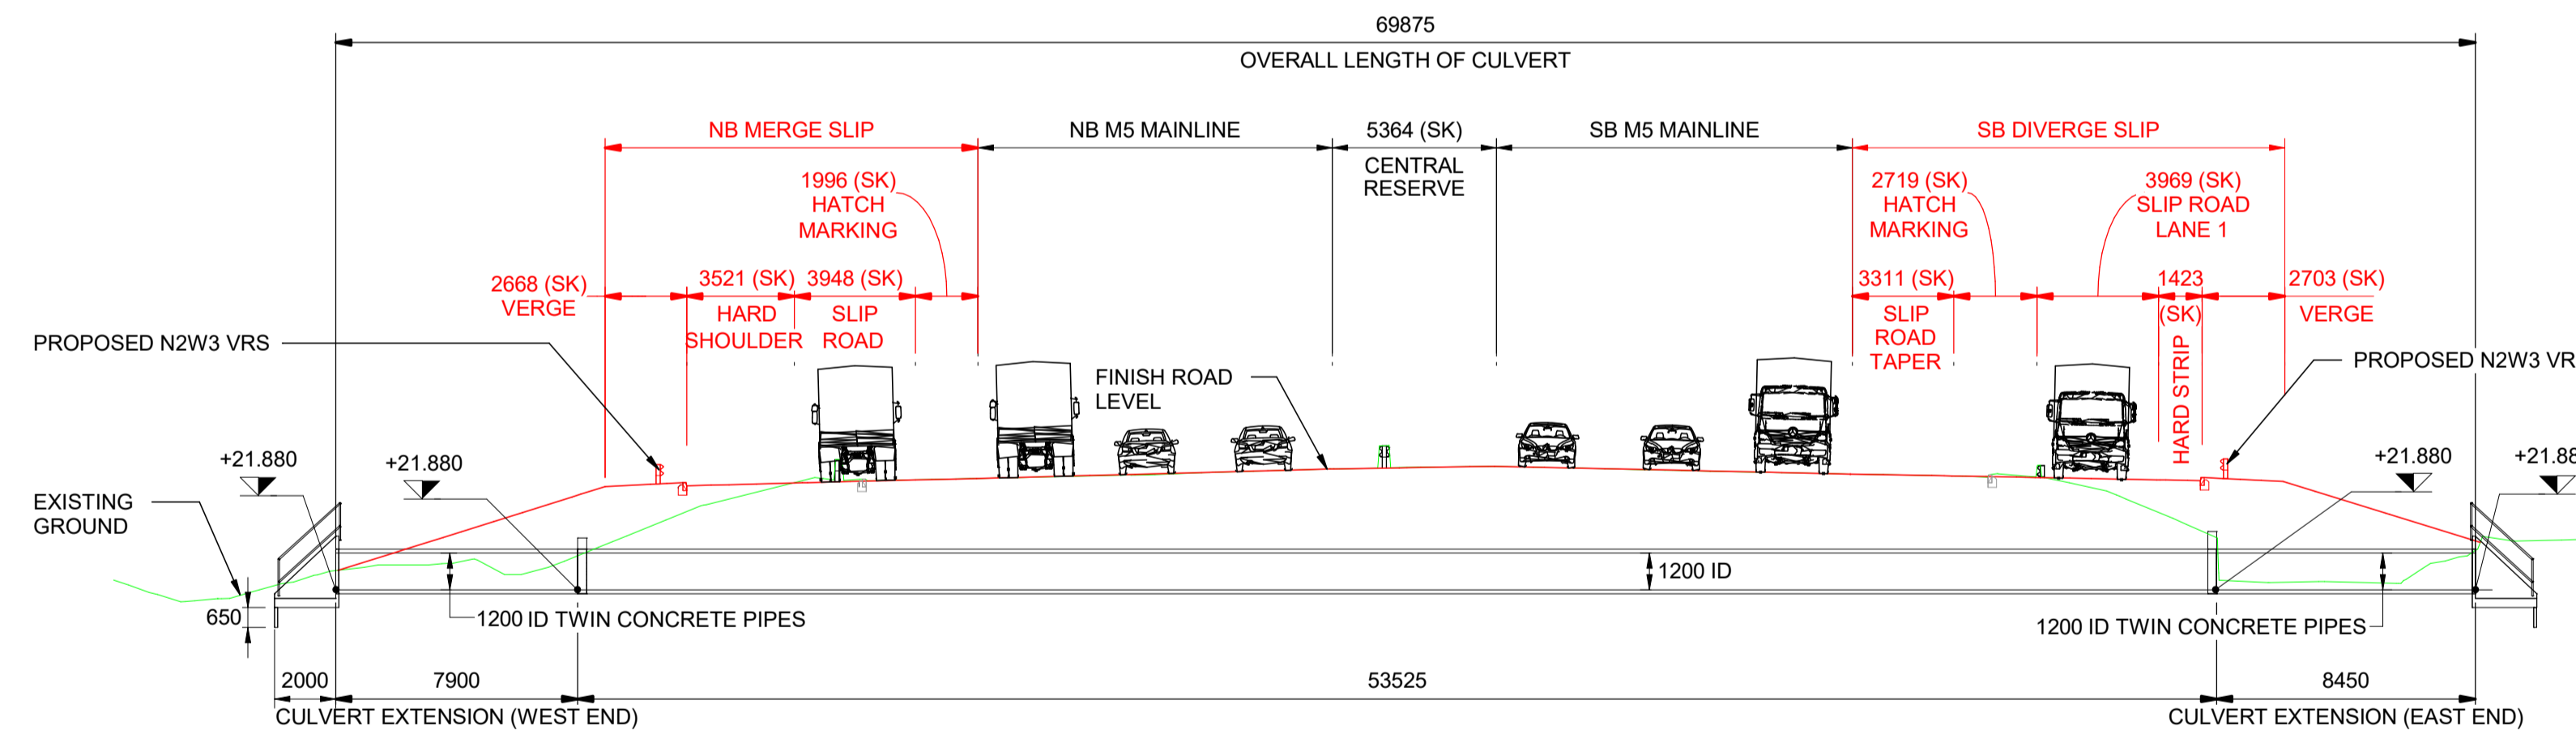 69875
OVERALL LENGTH OF CULVERT
NB MERGE SLIP
NB M5 MAINLINE
5364 (SK)
CENTRAL
RESERVE
SB M5 MAINLINE
SB DIVERGE SLIP
1996 (SK)
HATCH
MARKING
2719 (SK)
HATCH
MARKING
3969 (SK)
SLIP ROAD
LANE 1
2668 (SK)
VERGE
3521 (SK)
HARD
SHOULDER
3948 (SK)
SLIP
ROAD
3311 (SK)
SLIP
ROAD
TAPER
1423
(SK)
HARD STRIP
2703 (SK)
VERGE
PROPOSED N2W3 VRS
FINISH ROAD
LEVEL
PROPOSED N2W3 VR
+21.880
+21.880
+21.880
+21.88
EXISTING
GROUND
650
1200 ID TWIN CONCRETE PIPES
1200 ID
1200 ID TWIN CONCRETE PIPES
2000
7900
53525
8450
CULVERT EXTENSION (WEST END)
CULVERT EXTENSION (EAST END)